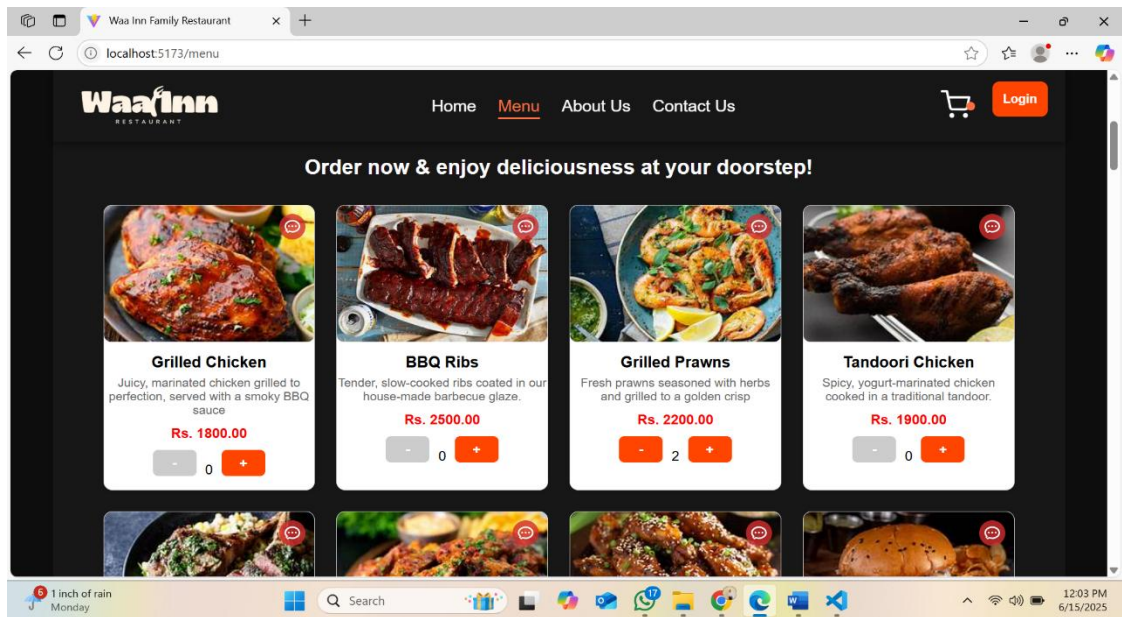 Waa Inn Family Restaurant
localhost:5173/menu
Waa Inn
RESTAURANT
Home Menu About Us Contact Us
Login
Order now & enjoy deliciousness at your doorstep!
Grilled Chicken
Juicy, marinated chicken grilled to
perfection, served with a smoky BBQ
sauce
Rs. 1800.00
- 0 +
BBQ Ribs
Tender, slow-cooked ribs coated in our
house-made barbecue glaze.
Rs. 2500.00
- 0 +
Grilled Prawns
Fresh prawns seasoned with herbs
and grilled to a golden crisp
Rs. 2200.00
- 2 +
Tandoori Chicken
Spicy, yogurt-marinated chicken
cooked in a traditional tandoor.
Rs. 1900.00
- 0 +
6
1 inch of rain
Monday
Search
17
12:03 PM
6/15/2025